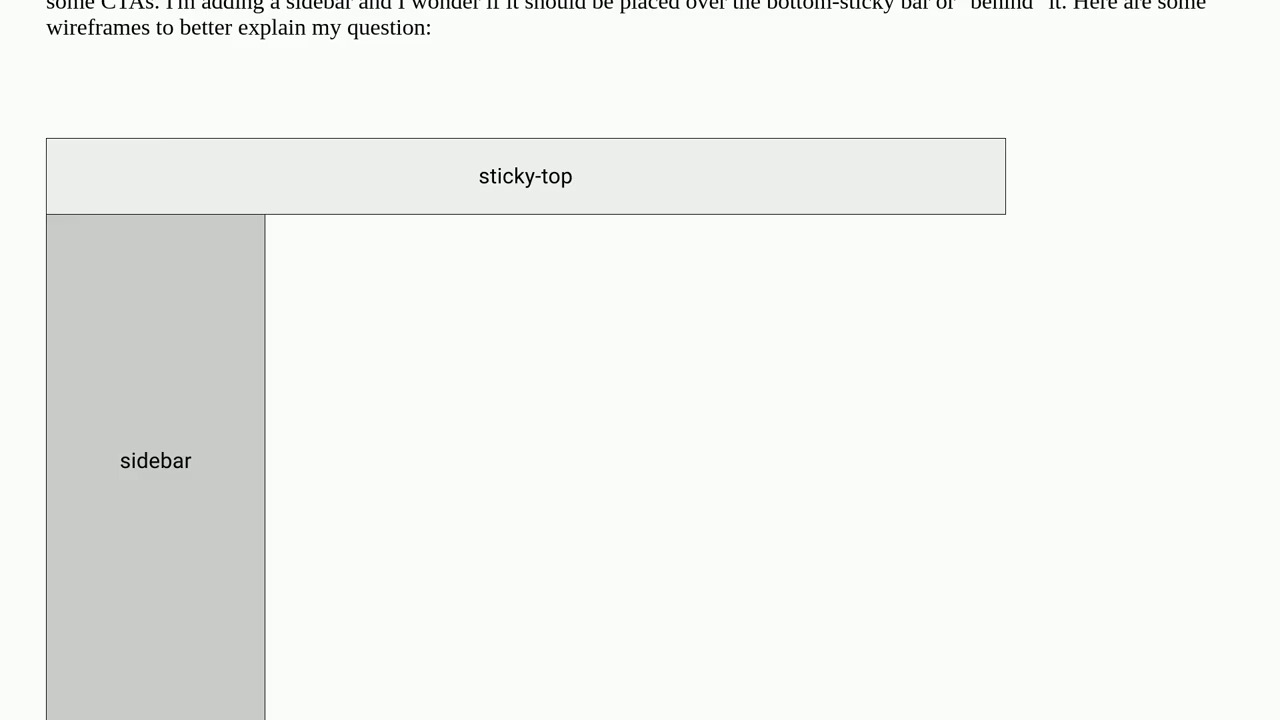 some CTAs. I'm adding a sidebar and I wonder if it should be placed over the bottom-sticky bar or "behind" it. Here are some
wireframes to better explain my question:
sticky-top
sidebar